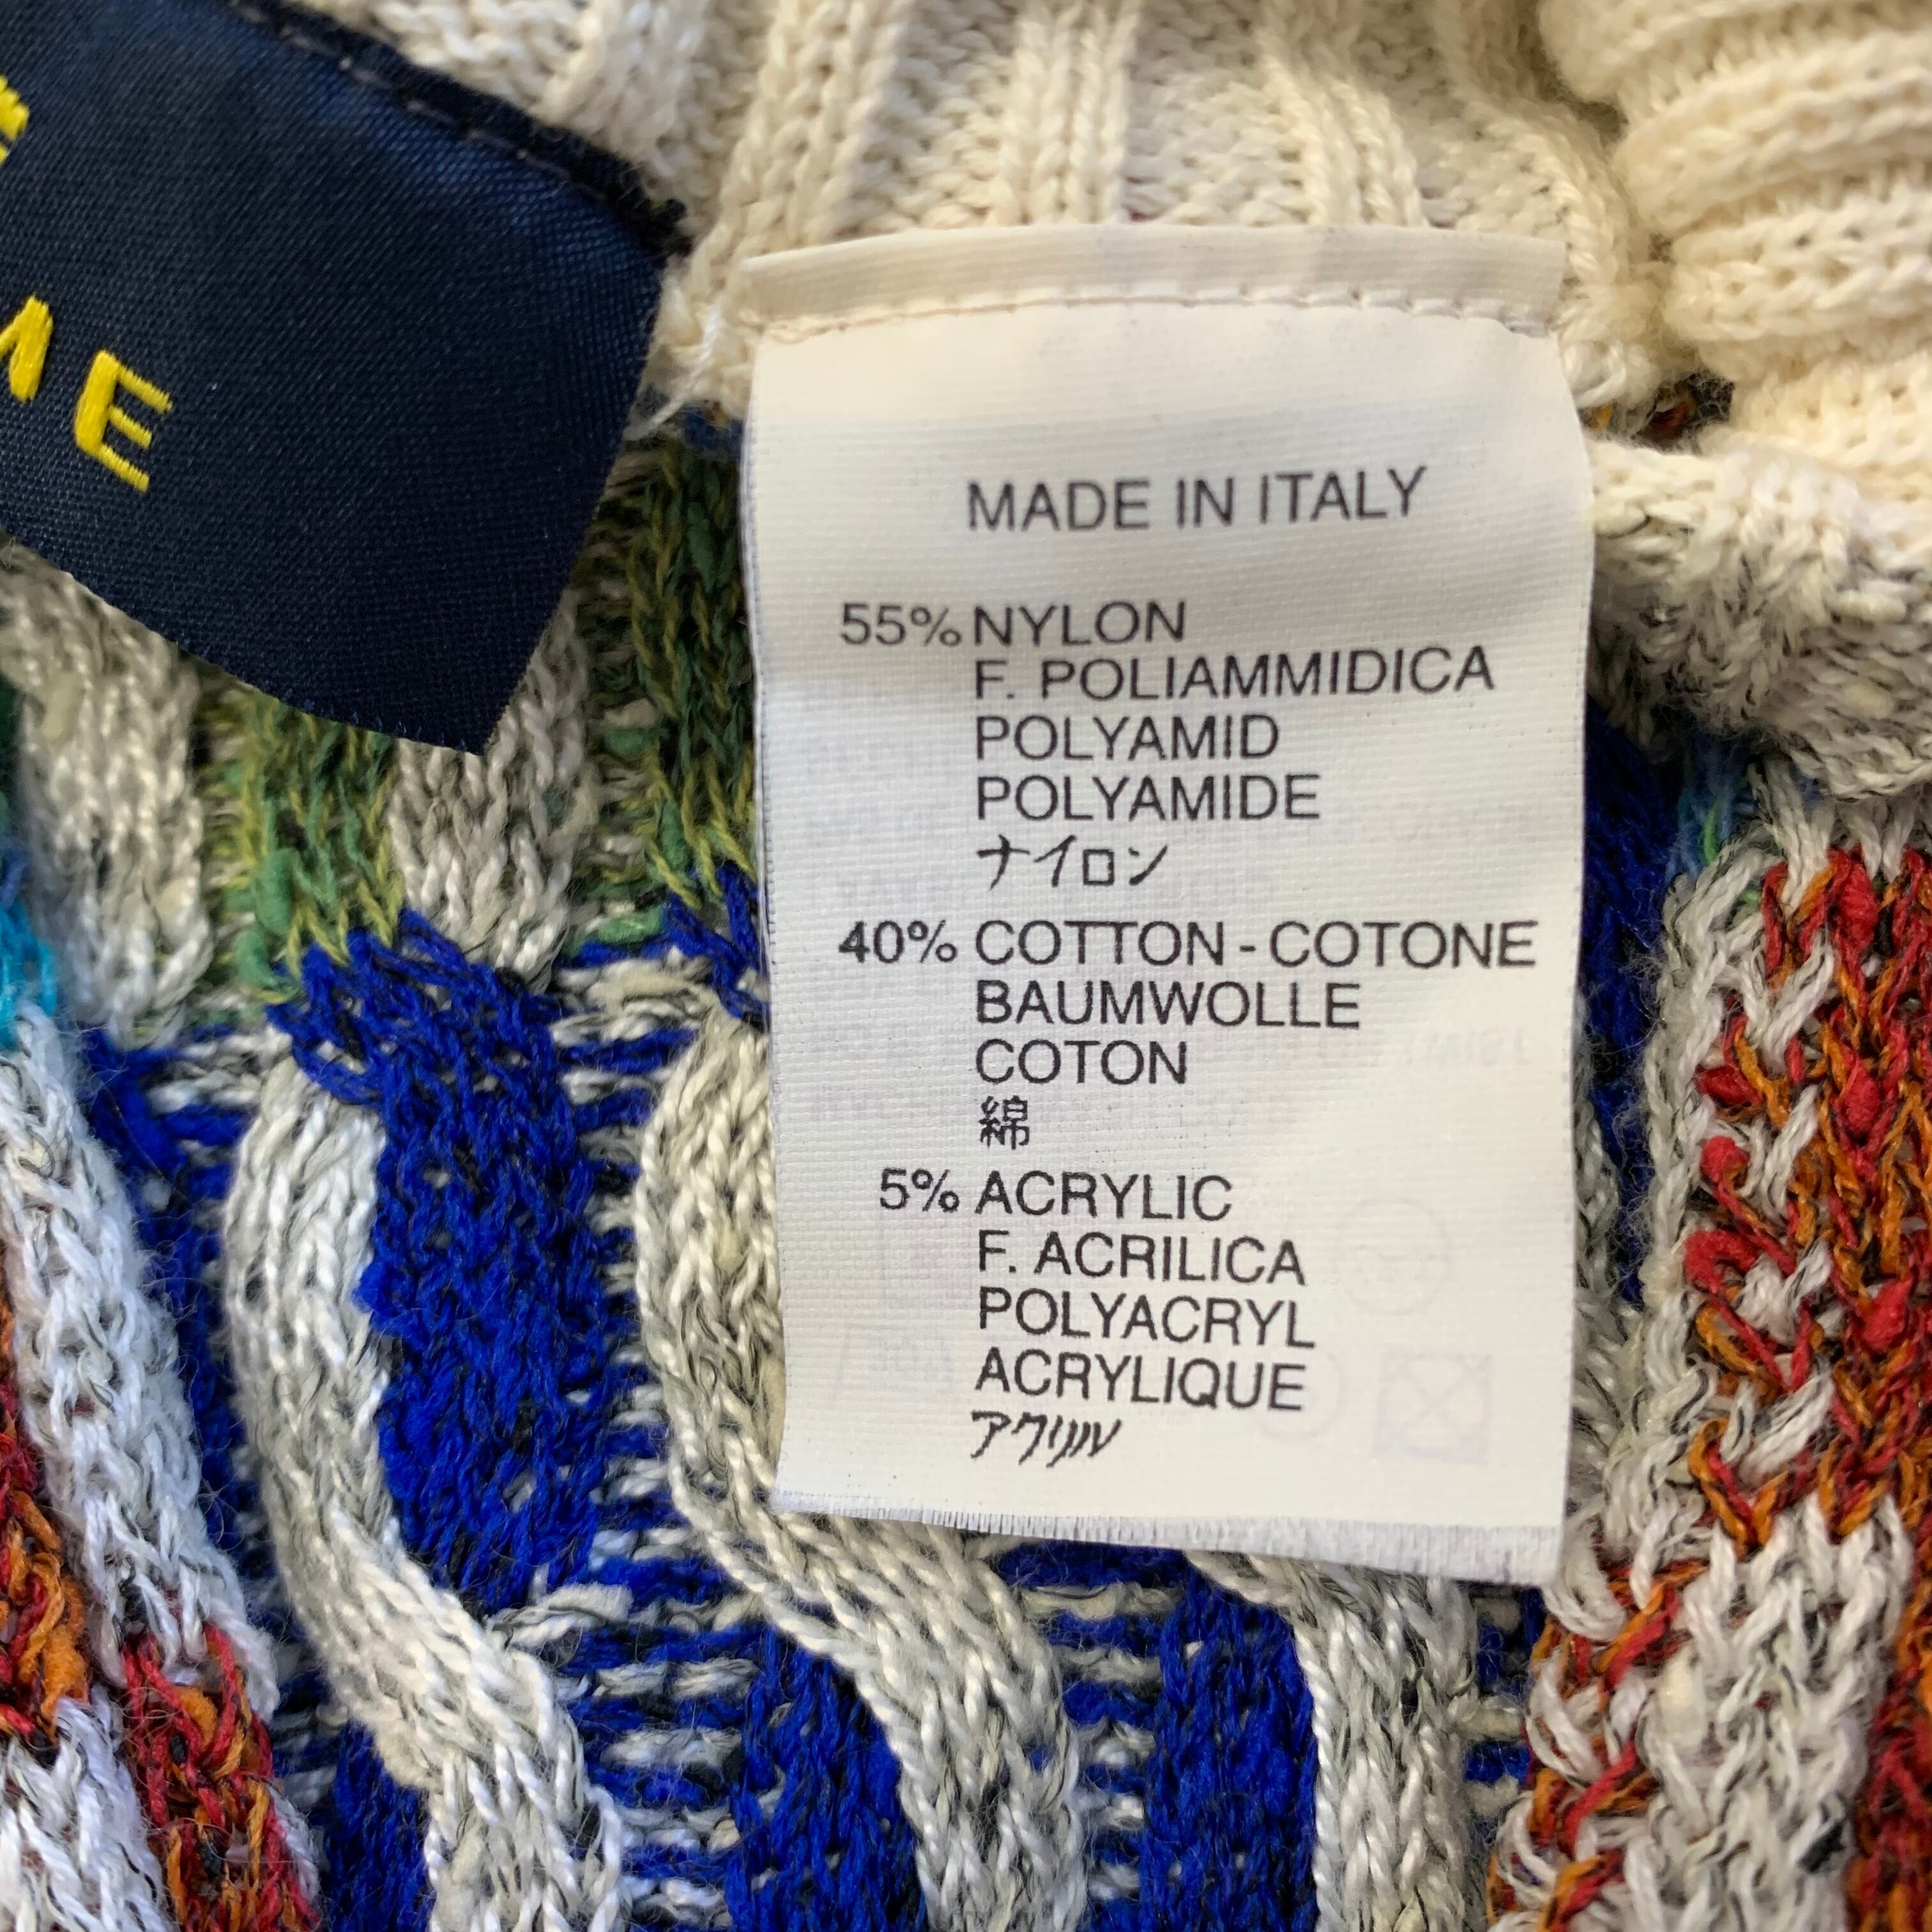 ME
MADE IN ITALY
55% NYLON
F. POLIAMMIDICA
POLYAMID
POLYAMIDE
ナイロン
40% COTTON - COTONE
BAUMWOLLE
COTON
綿
5% ACRYLIC
F. ACRILICA
POLYACRYL
ACRYLIQUE
アクリル